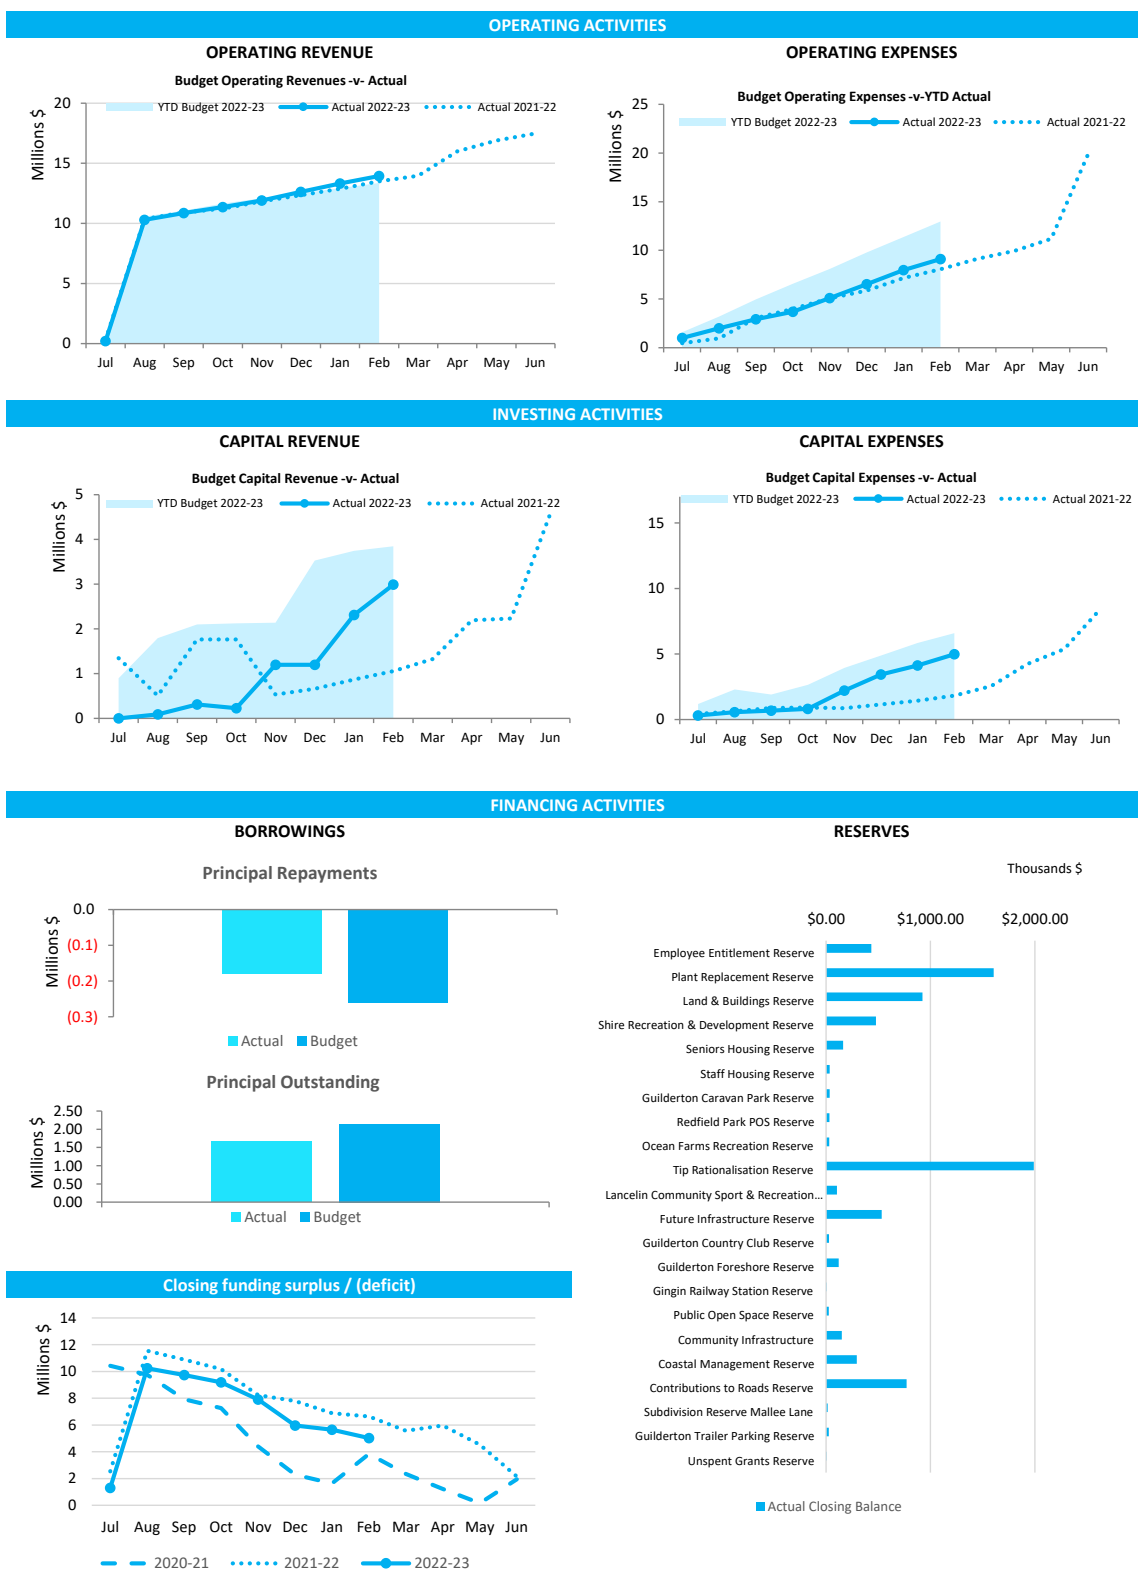 OPERATING ACTIVITIES
OPERATING REVENUE
Budget Operating Revenues -v- Actual
YTD Budget 2022-23
Actual 2022-23
Actual 2021-22
Millions $
20
15
10
5
0
Jul Aug Sep Oct Nov Dec Jan Feb Mar Apr May Jun
OPERATING EXPENSES
Budget Operating Expenses -v-YTD Actual
YTD Budget 2022-23
Actual 2022-23
Actual 2021-22
Millions $
25
20
15
10
5
0
Jul Aug Sep Oct Nov Dec Jan Feb Mar Apr May Jun
INVESTING ACTIVITIES
CAPITAL REVENUE
Budget Capital Revenue -v- Actual
YTD Budget 2022-23
Actual 2022-23
Actual 2021-22
Millions $
5
4
3
2
1
0
Jul Aug Sep Oct Nov Dec Jan Feb Mar Apr May Jun
CAPITAL EXPENSES
Budget Capital Expenses -v- Actual
YTD Budget 2022-23
Actual 2022-23
Actual 2021-22
15
10
5
0
Jul Aug Sep Oct Nov Dec Jan Feb Mar Apr May Jun
FINANCING ACTIVITIES
BORROWINGS
Principal Repayments
Millions $
0.0
(0.1)
(0.2)
(0.3)
Actual Budget
Principal Outstanding
Millions $
2.50
2.00
1.50
1.00
0.50
0.00
Actual Budget
RESERVES
Thousands $
$0.00 $1,000.00 $2,000.00
Employee Entitlement Reserve
Plant Replacement Reserve
Land & Buildings Reserve
Shire Recreation & Development Reserve
Seniors Housing Reserve
Staff Housing Reserve
Guilderton Caravan Park Reserve
Redfield Park POS Reserve
Ocean Farms Recreation Reserve
Tip Rationalisation Reserve
Lancelin Community Sport & Recreation…
Future Infrastructure Reserve
Guilderton Country Club Reserve
Guilderton Foreshore Reserve
Gingin Railway Station Reserve
Public Open Space Reserve
Community Infrastructure
Coastal Management Reserve
Contributions to Roads Reserve
Subdivision Reserve Mallee Lane
Guilderton Trailer Parking Reserve
Unspent Grants Reserve
Actual Closing Balance
Closing funding surplus / (deficit)
Millions $
14
12
10
8
6
4
2
0
Jul Aug Sep Oct Nov Dec Jan Feb Mar Apr May Jun
2020-21
2021-22
2022-23